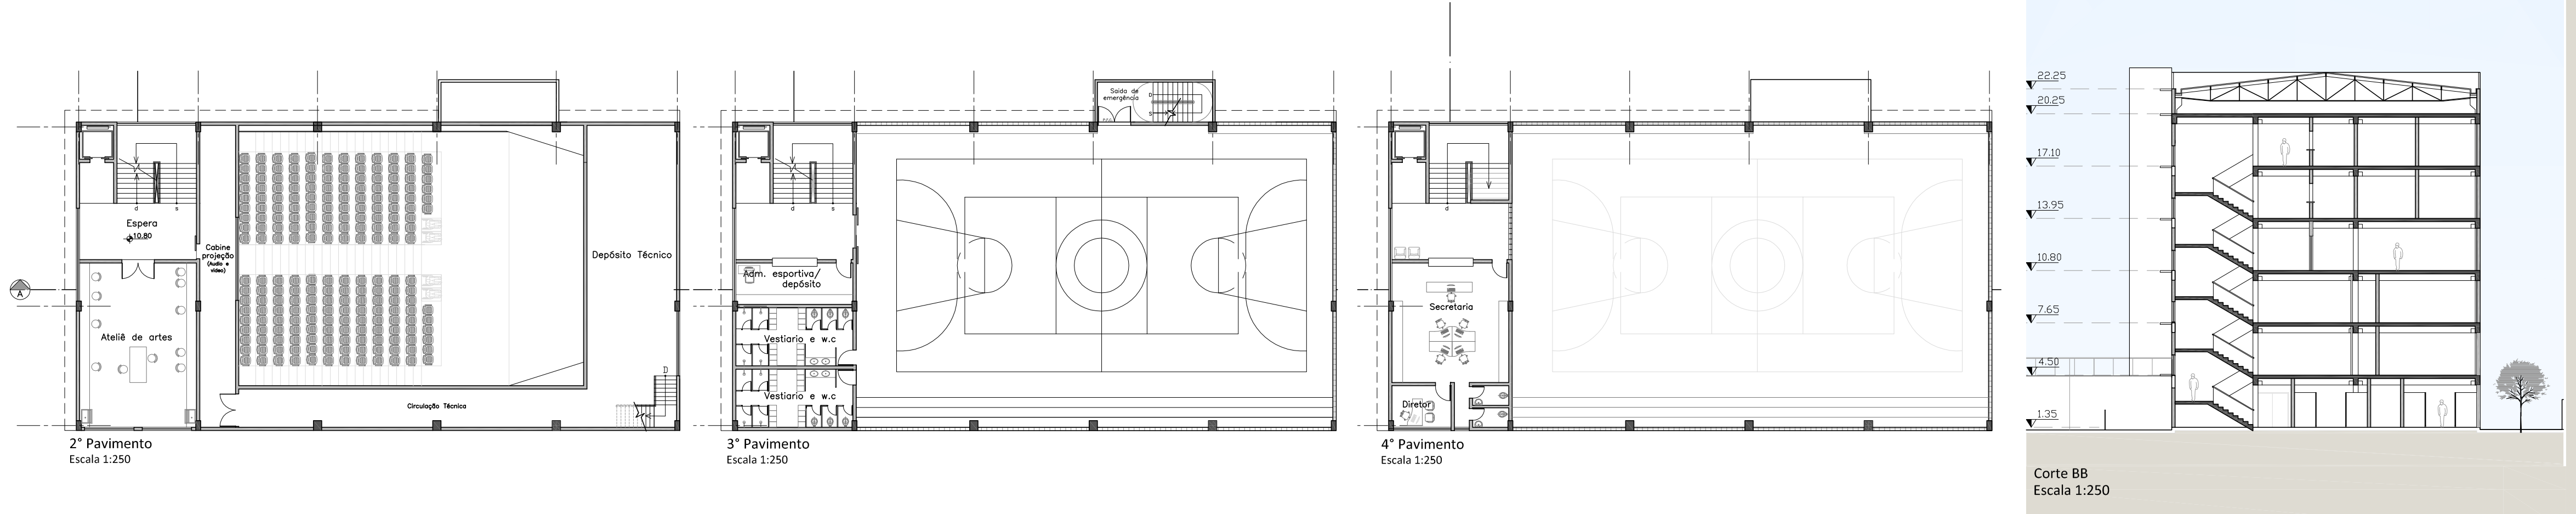 Espera
10.80
Cabine
projeção
(Audio e
video)
Depósito Técnico
Ateliê de artes
Circulação Técnica
d
s
D
A
2° Pavimento
Escala 1:250
Saída de
emergência
D
S
d
s
Adm. esportiva/
depósito
Vestiario e w.c
Vestiario e w.c
3° Pavimento
Escala 1:250
d
Secretaria
Diretor
4° Pavimento
Escala 1:250
22.25
20.25
17.10
13.95
10.80
7.65
4.50
1.35
Corte BB
Escala 1:250